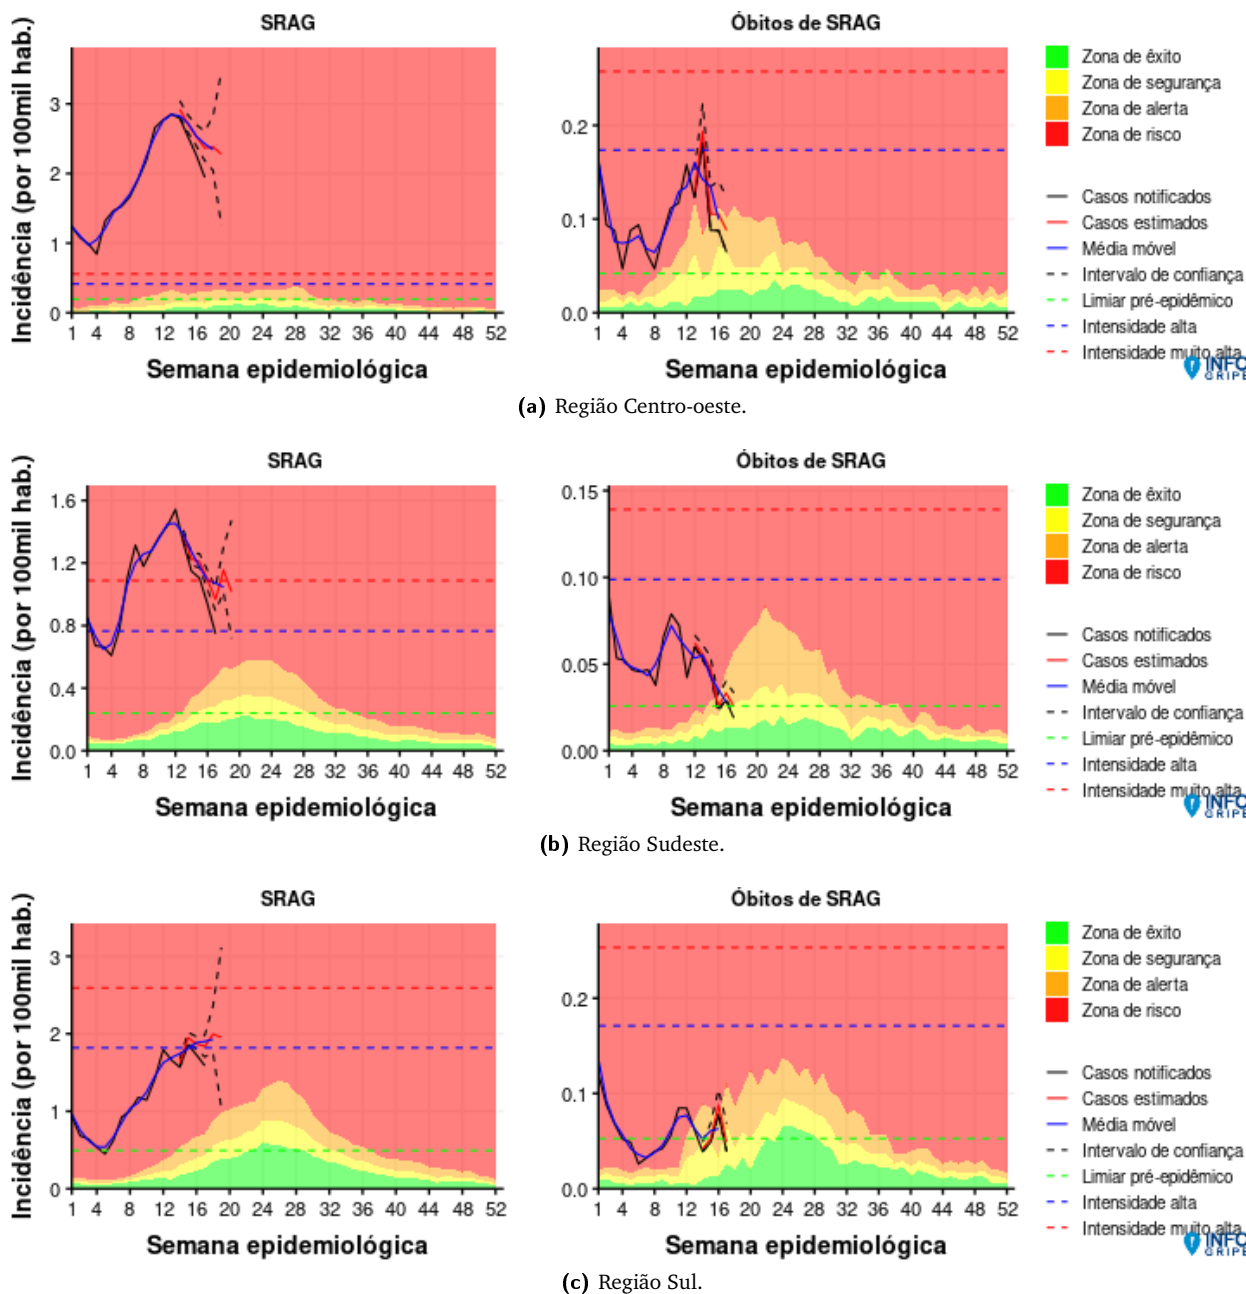 SRAG
Óbitos de SRAG
Incidência (por 100mil hab.)
3
2
1
0
1 4 8 12 16 20 24 28 32 36 40 44 48 52
Semana epidemiológica
0.2
0.1
0.0
1 4 8 12 16 20 24 28 32 36 40 44 48 52
Semana epidemiológica
Zona de êxito
Zona de segurança
Zona de alerta
Zona de risco
Casos notificados
Casos estimados
Média móvel
Intervalo de confiança
Limiar pré-epidêmico
Intensidade alta
Intensidade muito alta
INFO
GRIPE
(a) Região Centro-oeste.
SRAG
Óbitos de SRAG
Incidência (por 100mil hab.)
1.6
1.2
0.8
0.4
0.0
1 4 8 12 16 20 24 28 32 36 40 44 48 52
Semana epidemiológica
0.15
0.10
0.05
0.00
1 4 8 12 16 20 24 28 32 36 40 44 48 52
Semana epidemiológica
Zona de êxito
Zona de segurança
Zona de alerta
Zona de risco
Casos notificados
Casos estimados
Média móvel
Intervalo de confiança
Limiar pré-epidêmico
Intensidade alta
Intensidade muito alta
INFO
GRIPE
(b) Região Sudeste.
SRAG
Óbitos de SRAG
Incidência (por 100mil hab.)
3
2
1
0
1 4 8 12 16 20 24 28 32 36 40 44 48 52
Semana epidemiológica
0.2
0.1
0.0
1 4 8 12 16 20 24 28 32 36 40 44 48 52
Semana epidemiológica
Zona de êxito
Zona de segurança
Zona de alerta
Zona de risco
Casos notificados
Casos estimados
Média móvel
Intervalo de confiança
Limiar pré-epidêmico
Intensidade alta
Intensidade muito alta
INFO
GRIPE
(c) Região Sul.